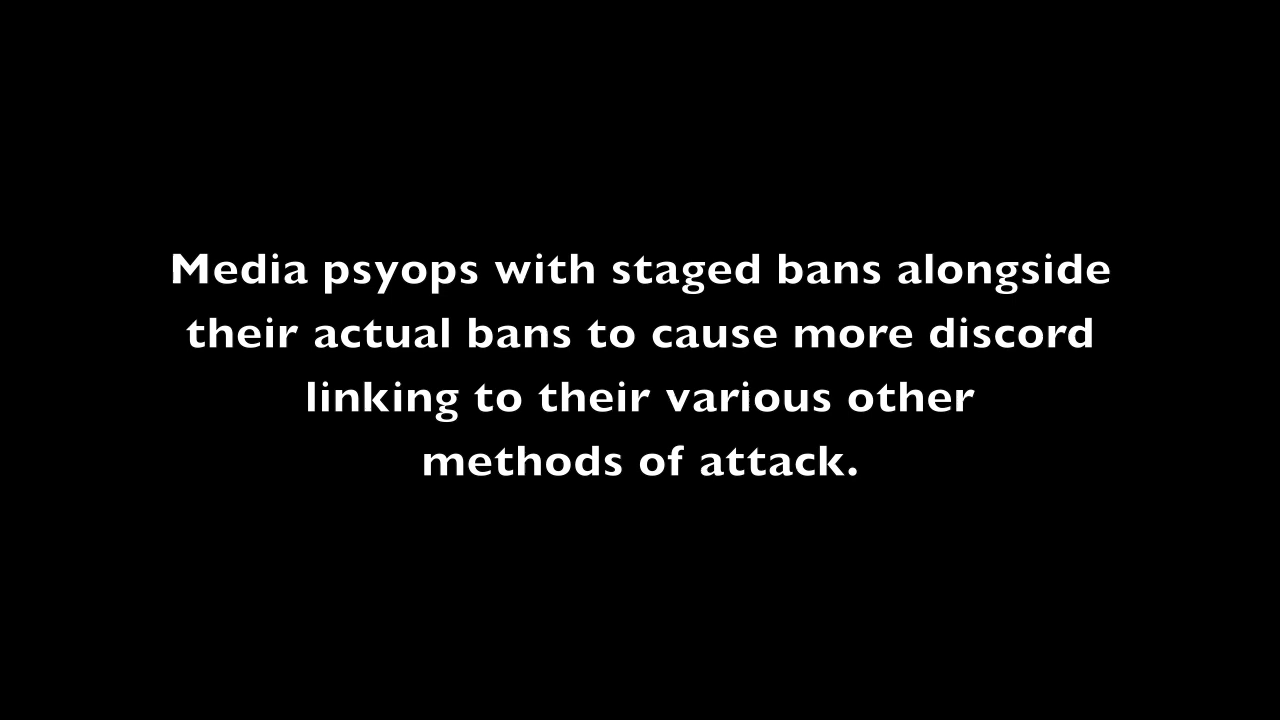 Media psyops with staged bans alongside
their actual bans to cause more discord
linking to their various other
methods of attack.